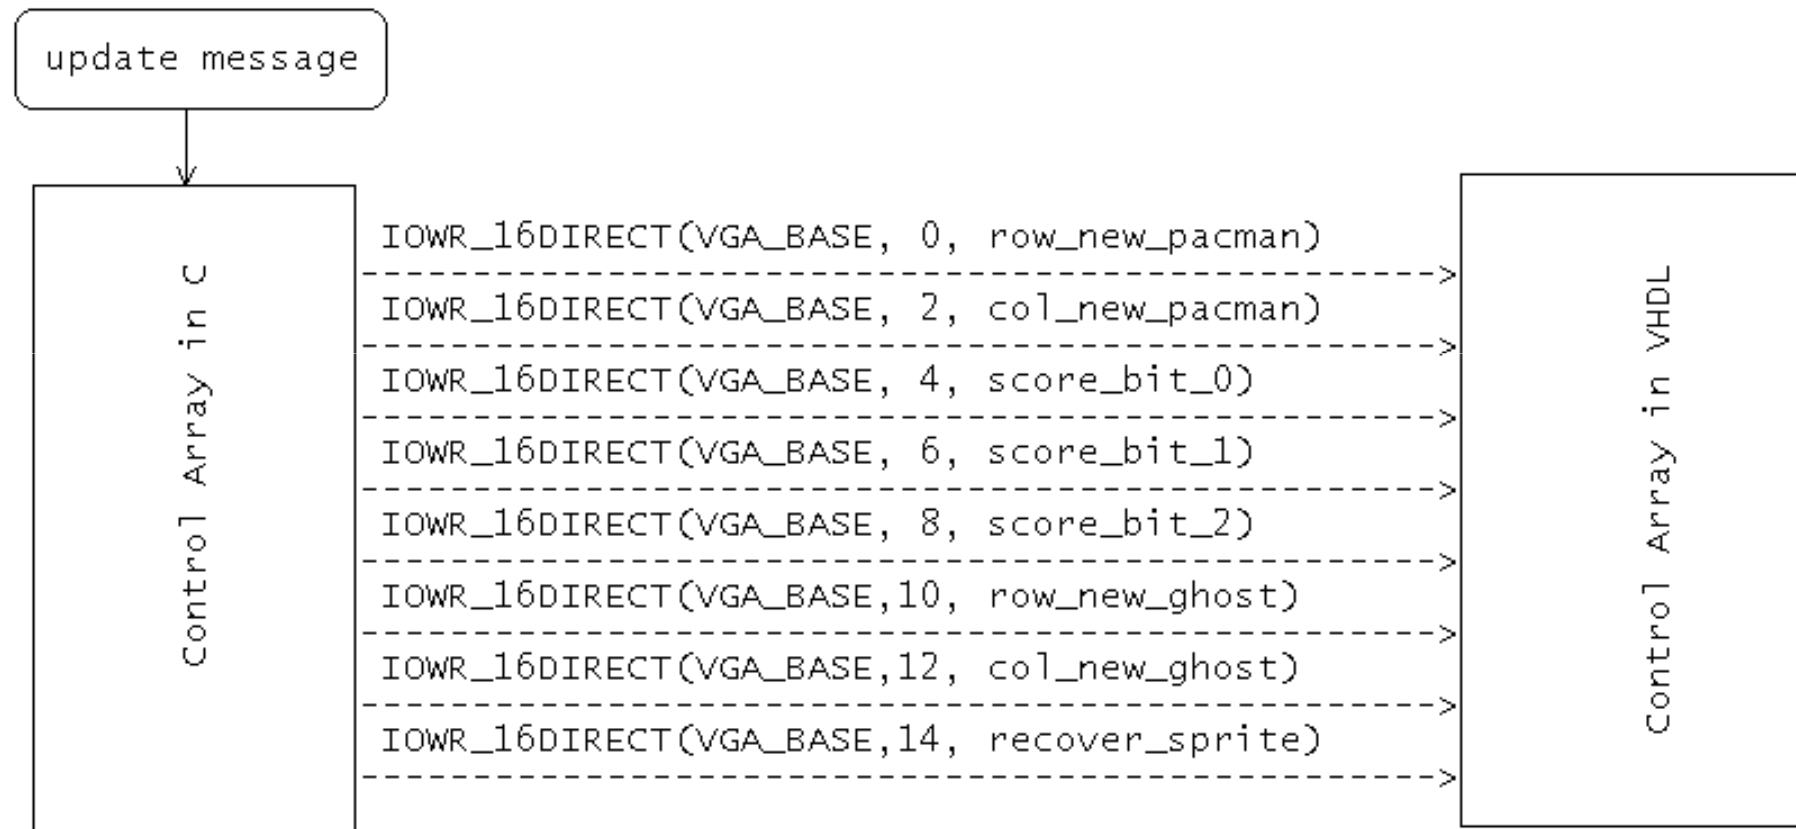 update message
Control Array in C
IOWR_16DIRECT(VGA_BASE, 0, row_new_pacman)
IOWR_16DIRECT(VGA_BASE, 2, col_new_pacman)
IOWR_16DIRECT(VGA_BASE, 4, score_bit_0)
IOWR_16DIRECT(VGA_BASE, 6, score_bit_1)
IOWR_16DIRECT(VGA_BASE, 8, score_bit_2)
IOWR_16DIRECT(VGA_BASE,10, row_new_ghost)
IOWR_16DIRECT(VGA_BASE,12, col_new_ghost)
IOWR_16DIRECT(VGA_BASE,14, recover_sprite)
Control Array in VHDL